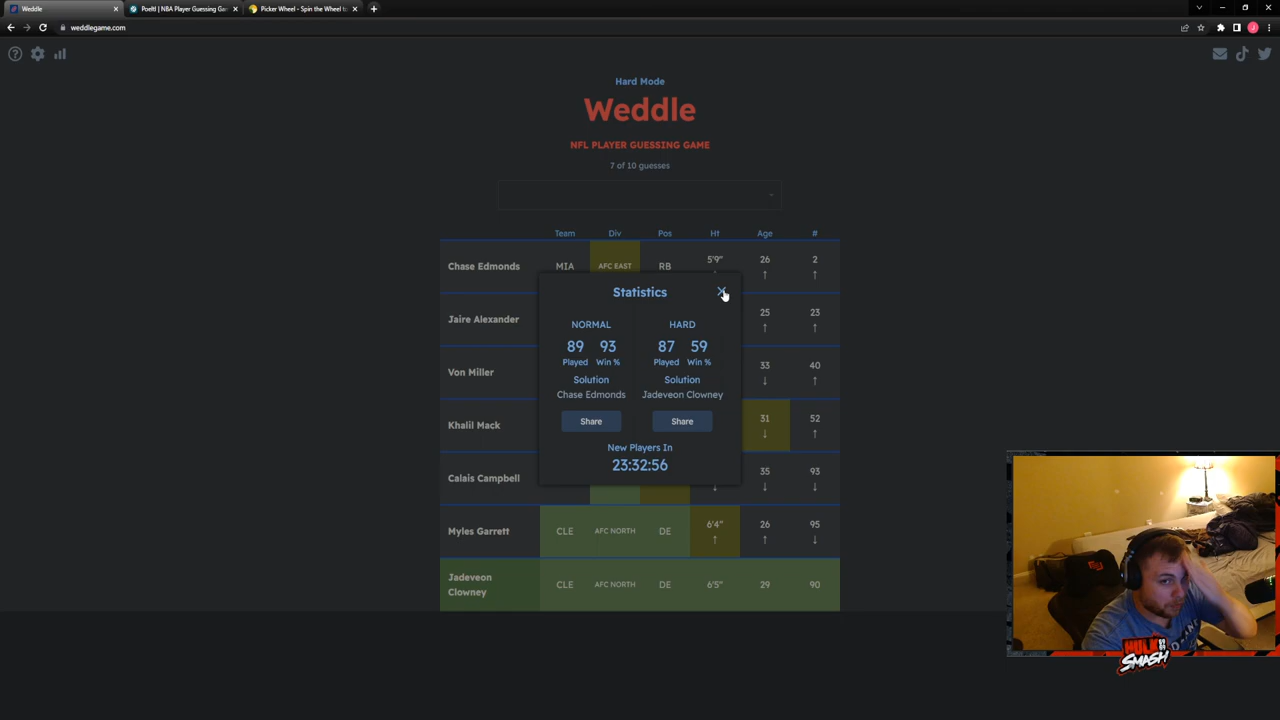 Weddle
Poeltl | NBA Player Guessing Ga
Picker Wheel - Spin the Wheel to
weddlegame.com
J
Hard Mode
Weddle
NFL PLAYER GUESSING GAME
7 of 10 guesses
Team Div Pos Ht Age #
Chase Edmonds MIA AFC EAST RB 5'9" 26 2
↑ ↑
Jaire Alexander 25 23
↑ ↑
Von Miller 33 40
↓ ↑
Khalil Mack 31 52
↓ ↑
Calais Campbell 35 93
↓ ↓ ↓
Myles Garrett CLE AFC NORTH DE 6'4" 26 95
↑ ↑ ↓
Jadeveon
Clowney CLE AFC NORTH DE 6'5" 29 90
Statistics
NORMAL HARD
89 93 87 59
Played Win % Played Win %
Solution Solution
Chase Edmonds Jadeveon Clowney
Share Share
New Players In
23:32:56
HULK
SMASH